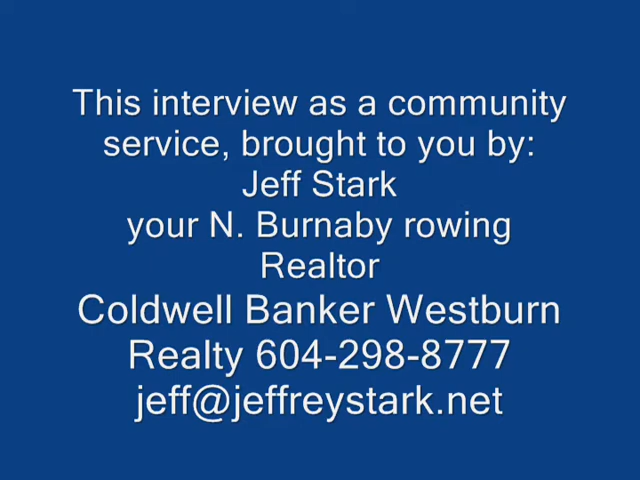 This interview as a community
service, brought to you by:
Jeff Stark
your N. Burnaby rowing
Realtor
Coldwell Banker Westburn
Realty 604-298-8777
jeff@jeffreystark.net